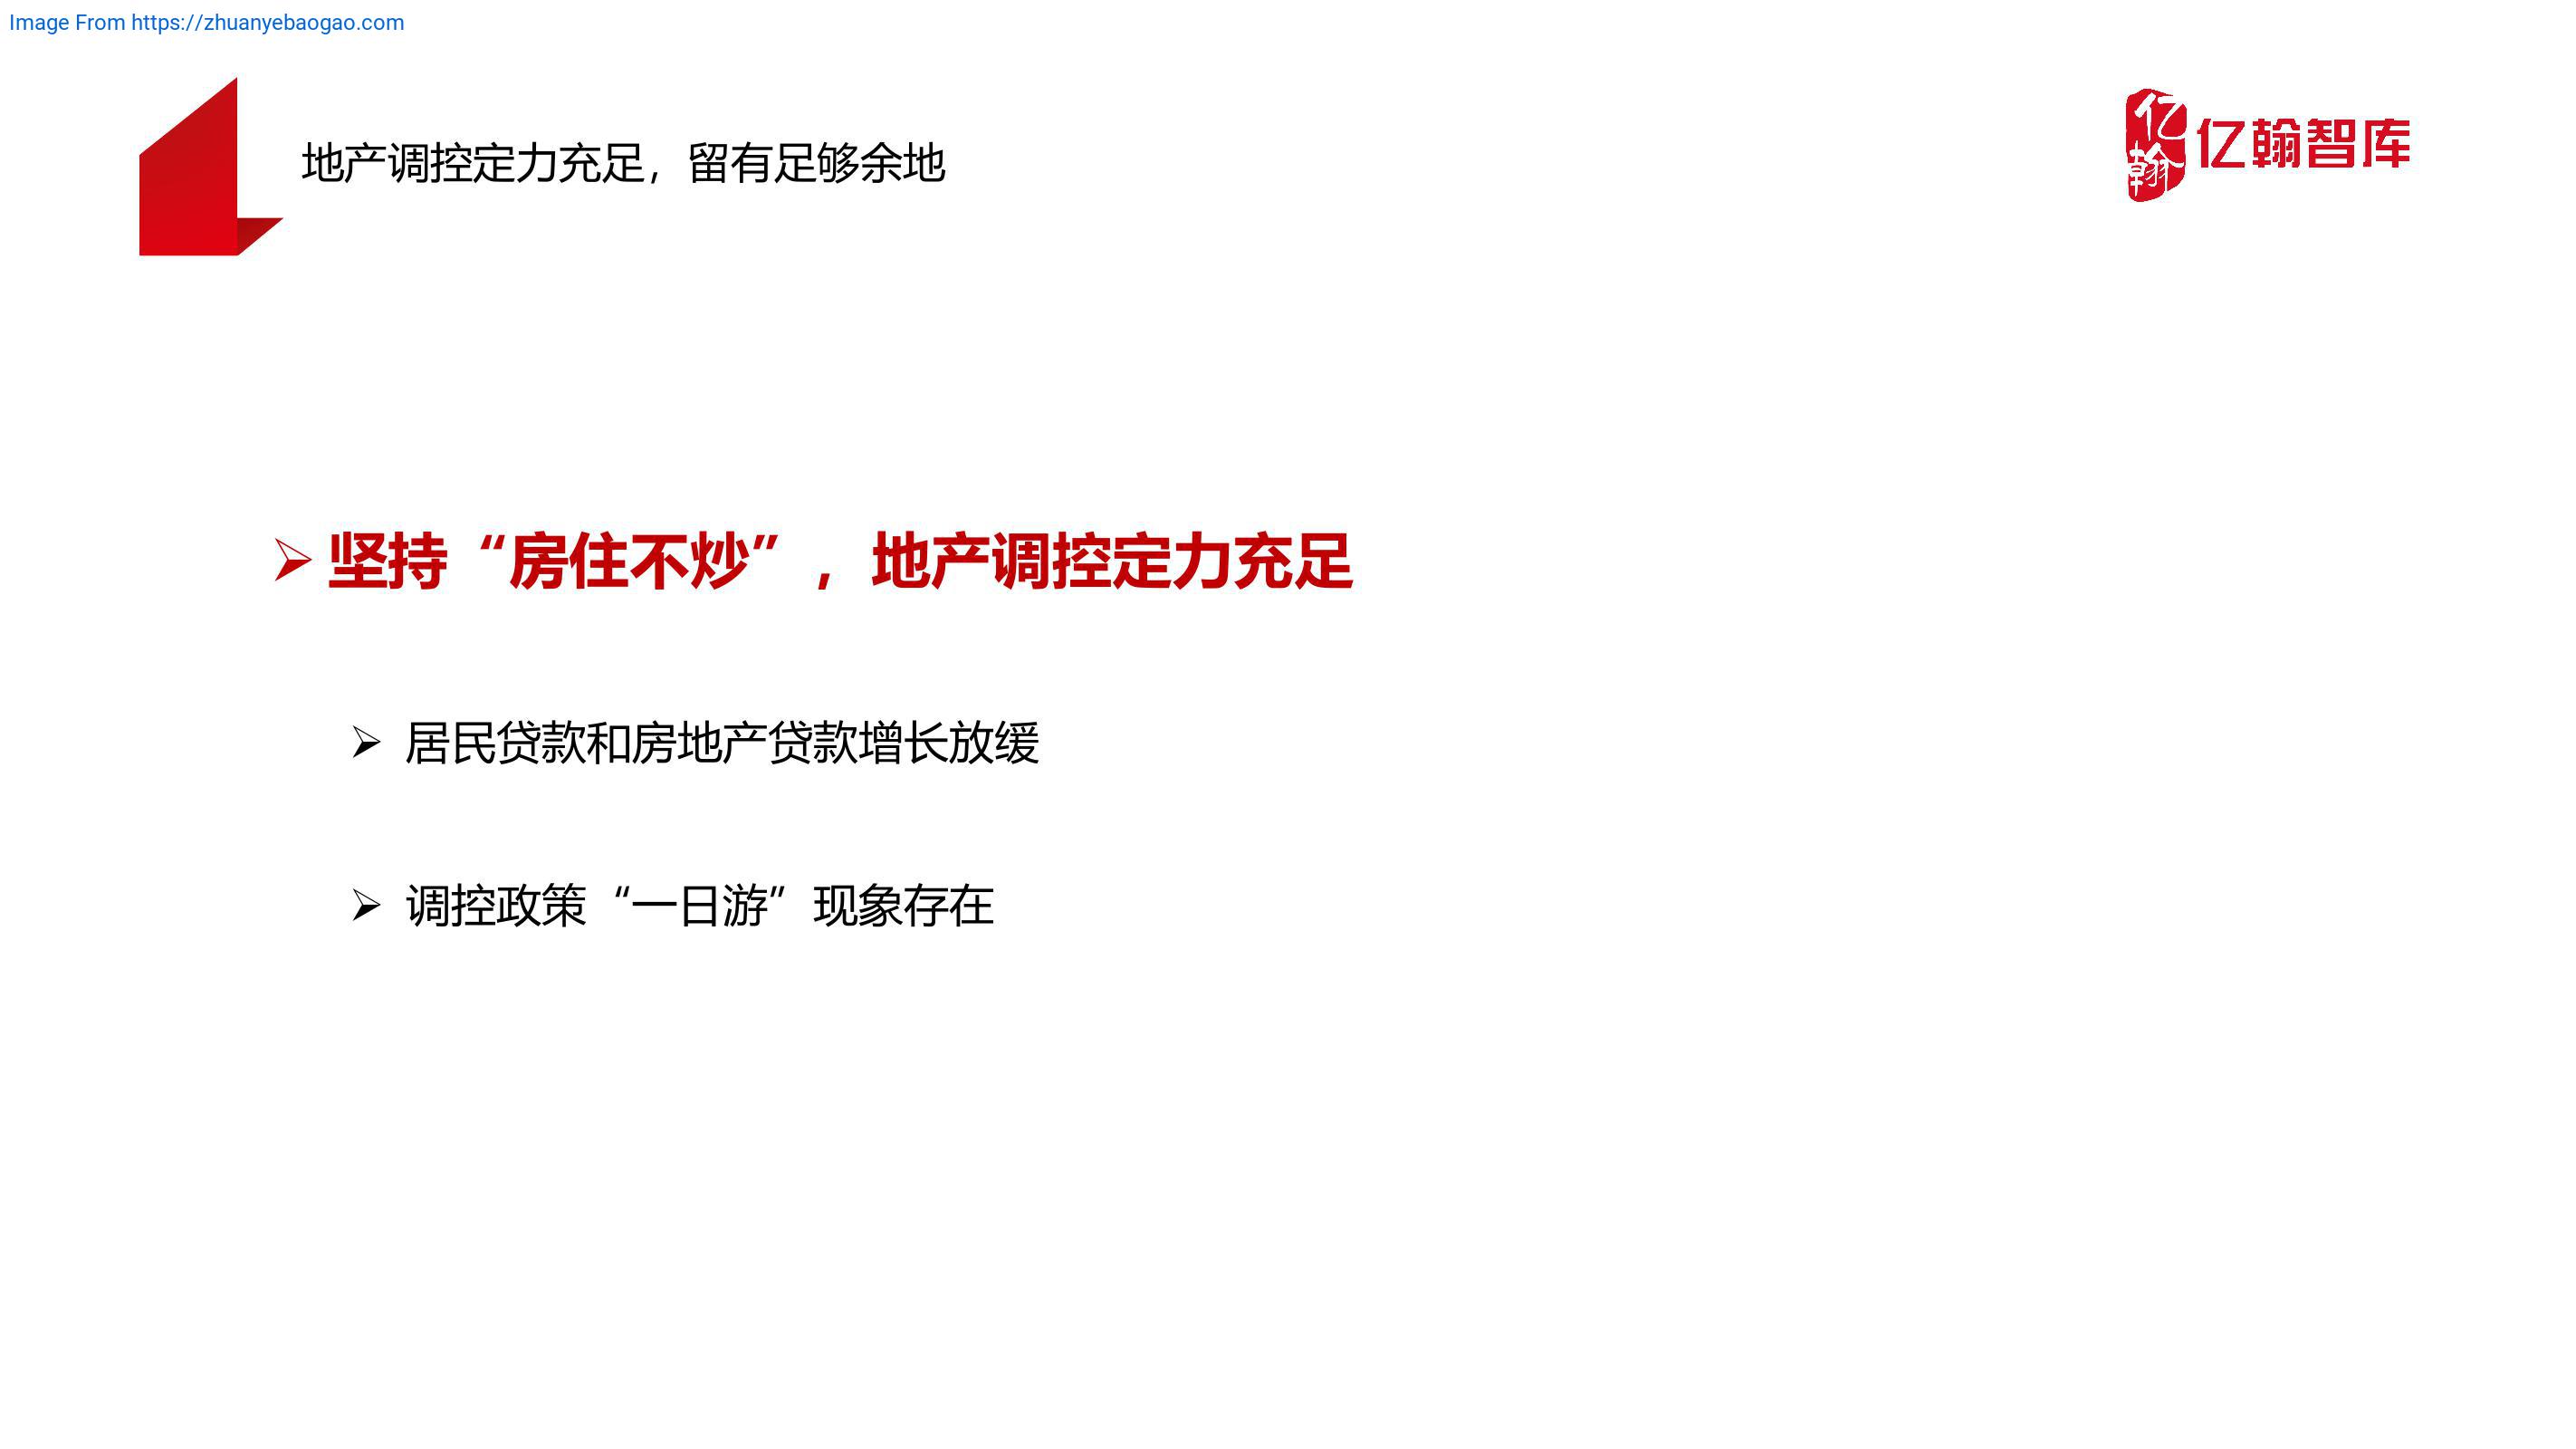 Image From https://zhuanyebaogao.com
地产调控定力充足，留有足够余地
亿翰
亿翰智库
坚持“房住不炒”，地产调控定力充足
居民贷款和房地产贷款增长放缓
调控政策“一日游”现象存在